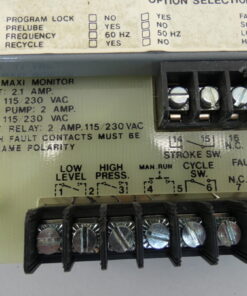 OPTION SELECTION
PROGRAM LOCK NO YES
PRELUBE NO YES
FREQUENCY 60 HZ 50 HZ
RECYCLE YES NO
MAXI MONITOR
2.1 AMP.
115/230 VAC
PUMP: 2 AMP.
115/230 VAC
RELAY: 2 AMP. 115/230 VAC
FAULT CONTACTS MUST BE
SAME POLARITY
14 15 16
STROKE SW. N.C.
LOW LEVEL
HIGH PRESS.
MAN. RUN
CYCLE SW.
FAU
N.C.
1 2 3 4 5 6 7